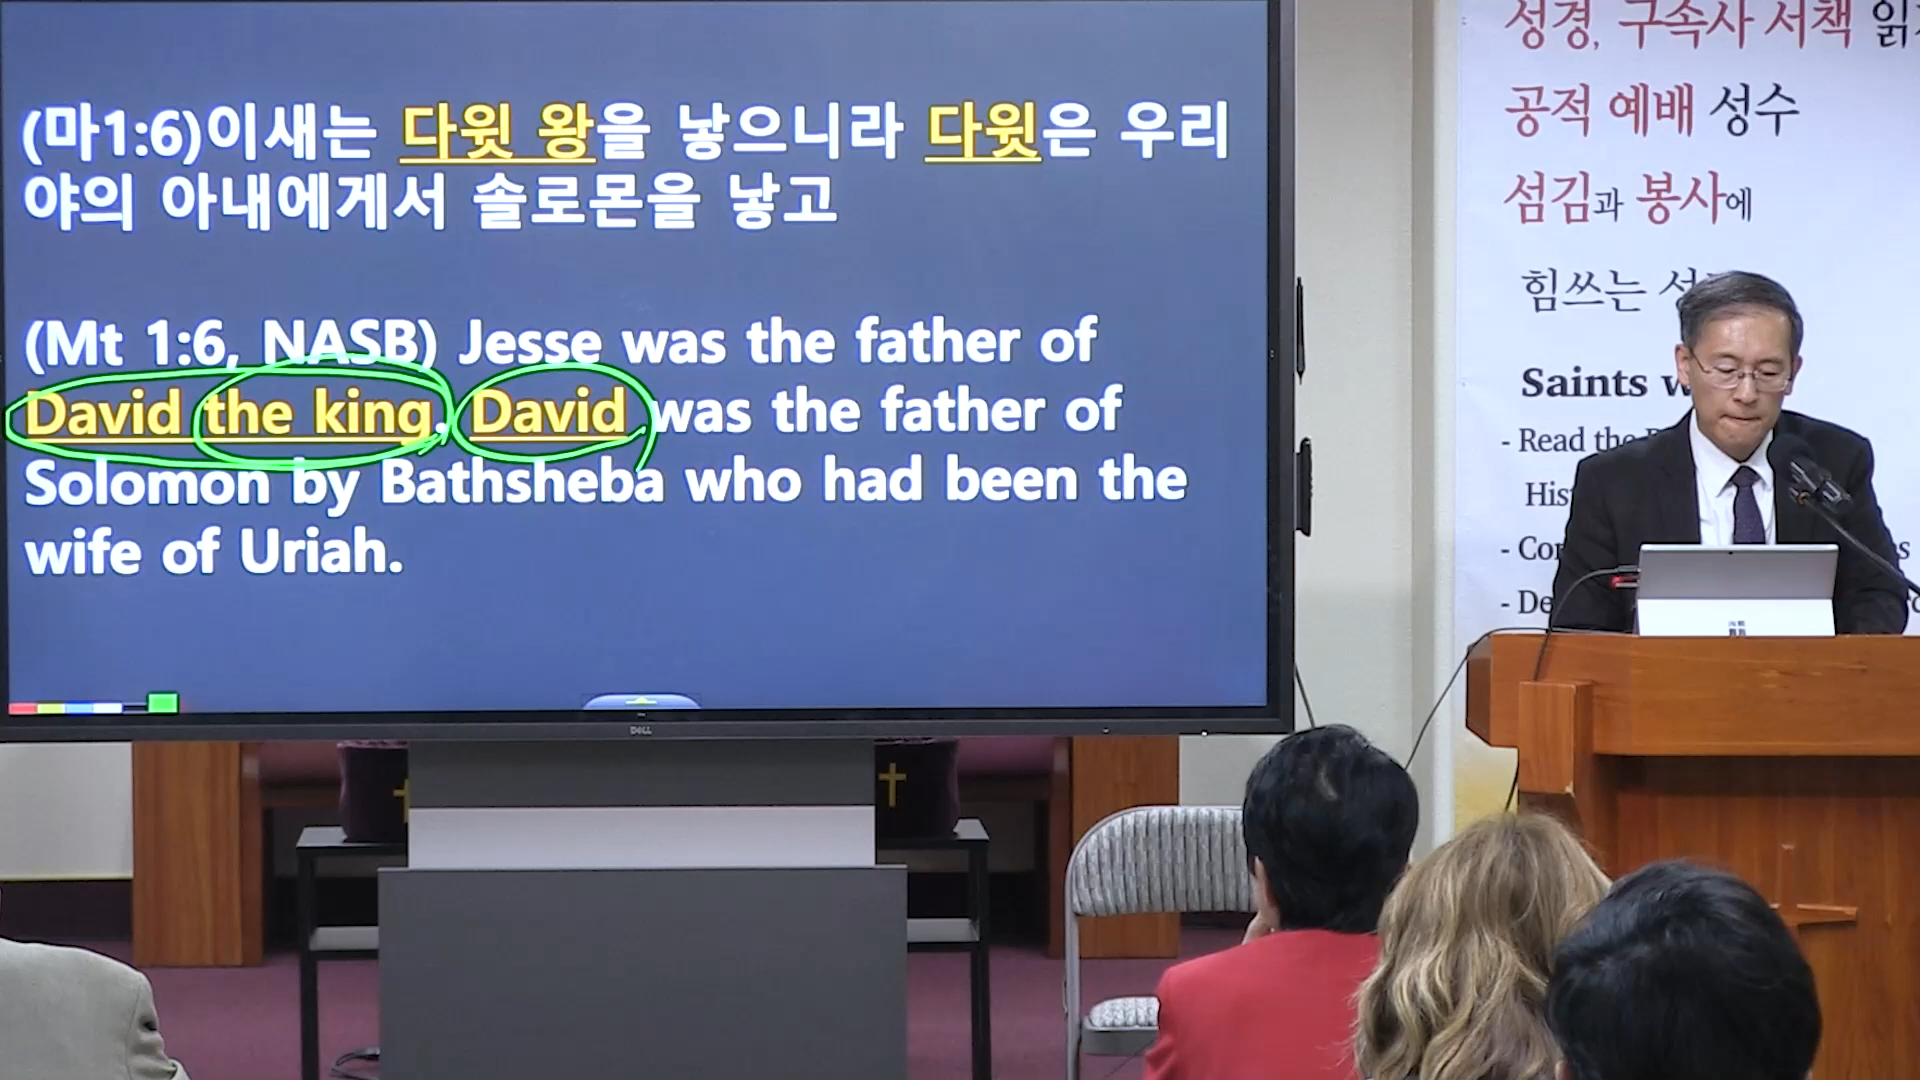 (마1:6)이새는 다윗 왕을 낳으니라 다윗은 우리
야의 아내에게서 솔로몬을 낳고
(Mt 1:6, NASB) Jesse was the father of
David the king. David was the father of
Solomon by Bathsheba who had been the
wife of Uriah.
DELL
성경, 구속사 서책
공적 예배 성수
섬김과 봉사에
힘쓰는
Saints
- Read the
-
-